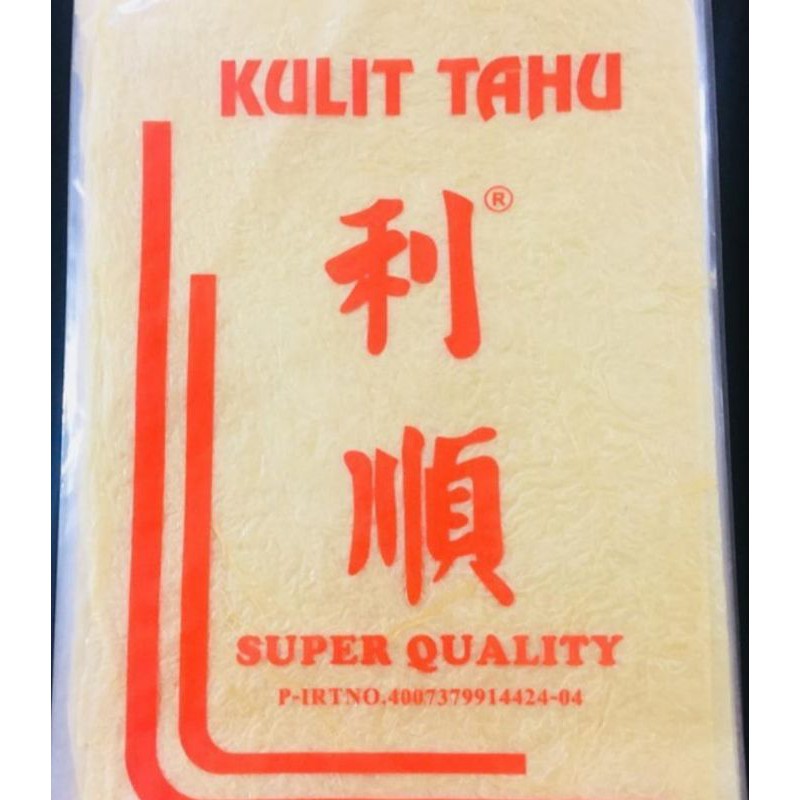 KULIT TAHU
利®
順
SUPER QUALITY
P-IRTNO.4007379914424-04